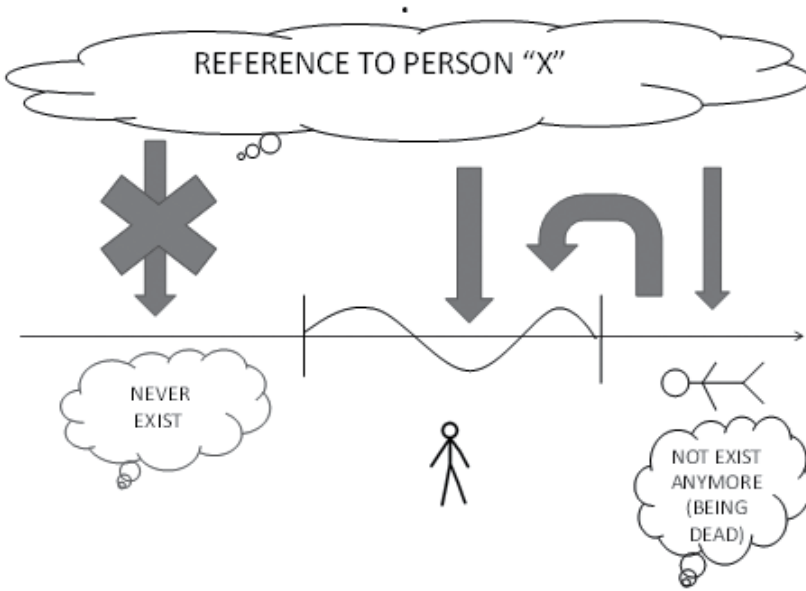 REFERENCE TO PERSON “X”
NEVER
EXIST
NOT EXIST
ANYMORE
(BEING
DEAD)